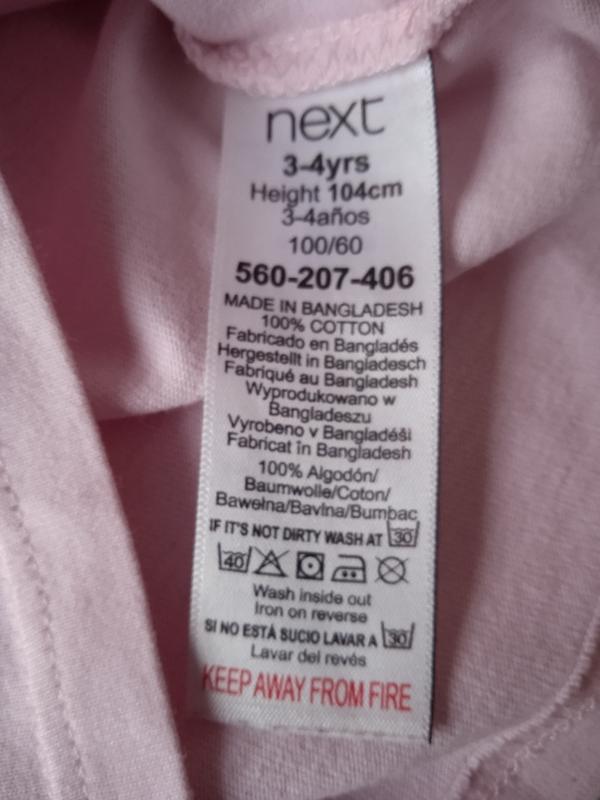 next
3-4yrs
Height 104cm
3-4años
100/60
560-207-406
MADE IN BANGLADESH
100% COTTON
Fabricado en Bangladés
Hergestellt in Bangladesch
Fabriqué au Bangladesh
Wyprodukowano w
Bangladeszu
Vyrobeno v Bangladéši
Fabricat în Bangladesh
100% Algodón/
Baumwolle/Coton/
Bawełna/Bavlna/Bumbac
IF IT'S NOT DIRTY WASH AT 30
40
Wash inside out
Iron on reverse
SI NO ESTÁ SUCIO LAVAR A 30
Lavar del revés
KEEP AWAY FROM FIRE